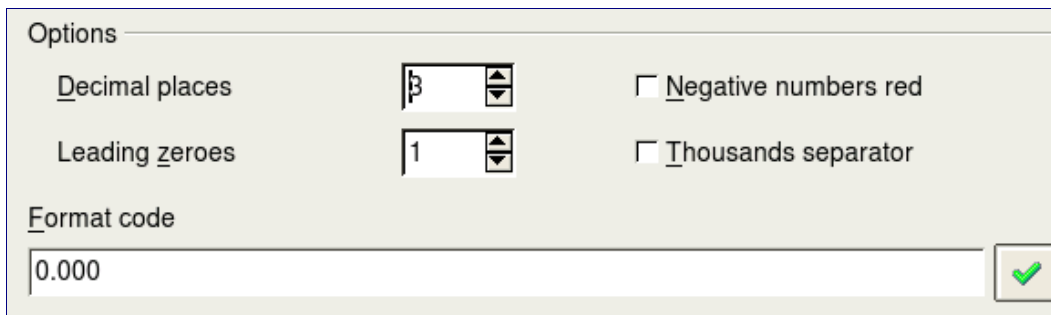 Options
Decimal places 3 Negative numbers red
Leading zeroes 1 Thousands separator
Format code
0.000